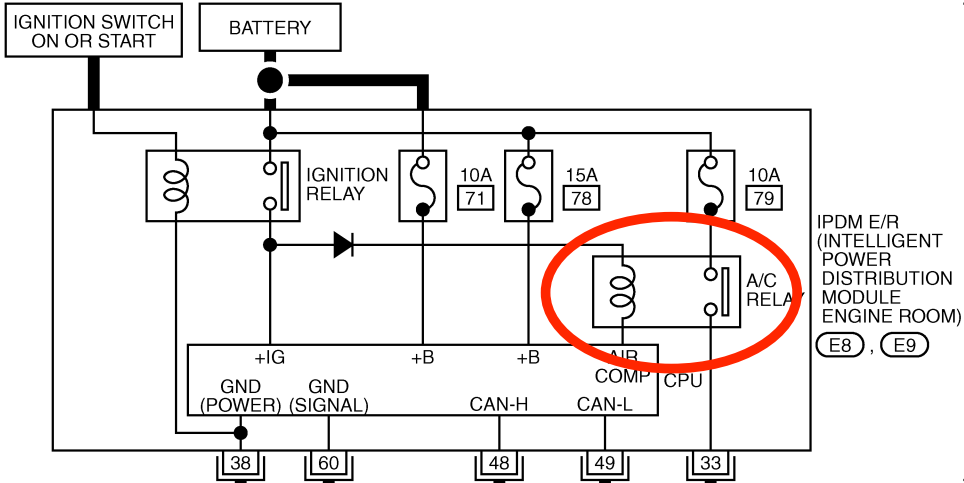 IGNITION SWITCH
ON OR START
BATTERY
IGNITION
RELAY
10A
71
15A
78
10A
79
IPDM E/R
(INTELLIGENT
POWER
DISTRIBUTION
MODULE
ENGINE ROOM)
E8 , E9
A/C
RELAY
+IG
+B
+B
AIR
COMP
CPU
GND
(POWER)
GND
(SIGNAL)
CAN-H
CAN-L
38
60
48
49
33